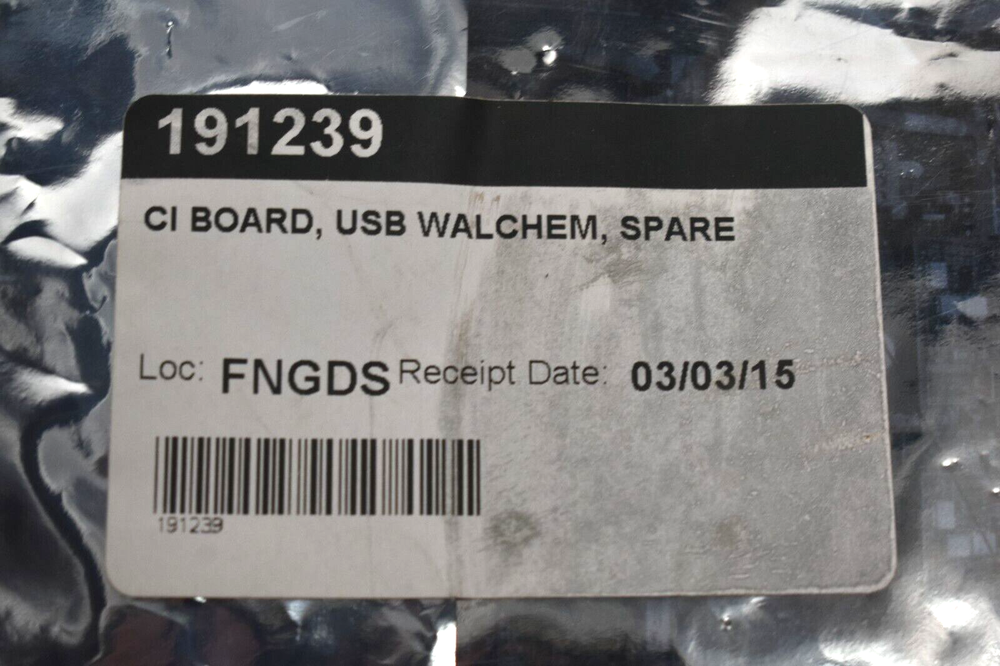 191239
CI BOARD, USB WALCHEM, SPARE
Loc: FNGDS Receipt Date: 03/03/15
191239